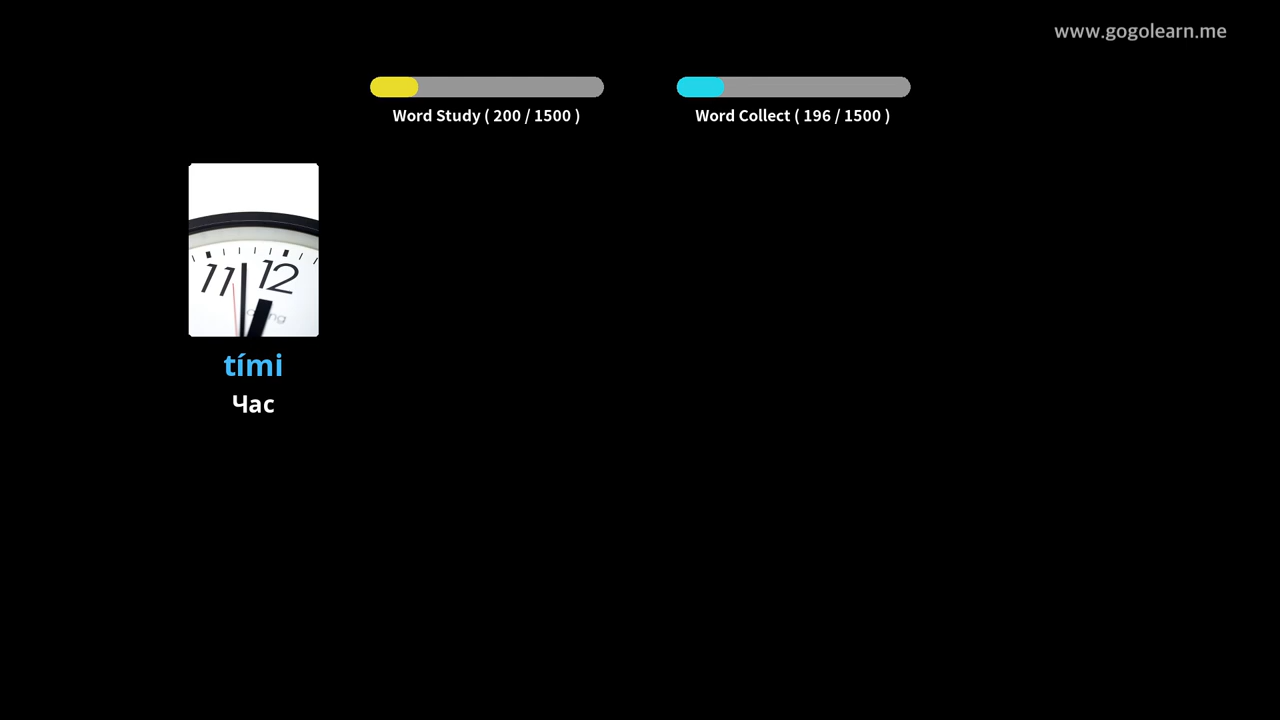 www.gogolearn.me
Word Study ( 200 / 1500 )
Word Collect ( 196 / 1500 )
11 12
tími
Час